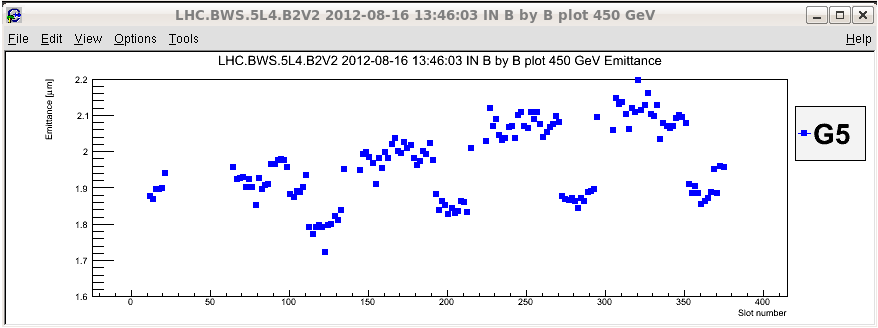 LHC.BWS.5L4.B2V2 2012-08-16 13:46:03 IN B by B plot 450 GeV
File Edit View Options Tools Help
LHC.BWS.5L4.B2V2 2012-08-16 13:46:03 IN B by B plot 450 GeV Emittance
Emittance [µm]
2.2
2.1
2
1.9
1.8
1.7
1.6
0 50 100 150 200 250 300 350 400
Slot number
G5